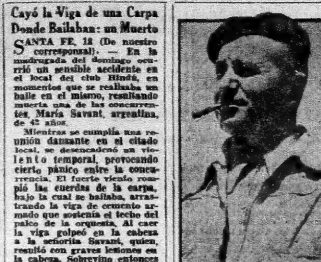 Cayó la Viga de una Carpa
Donde Bailaban: un Muerto
SANTA FE, 12 (De nuestro
corresponsal). — En la
madrugada del domingo ocu-
rrió un sensible accidente en
el local del club Hindú, en
momentos que se realizaba un
baile en el mismo, resultando
muerta una de las concurren-
tes, María Savant, argentina,
de 42 años.
Mientras se cumplía una re-
unión danzante en el citado
local, se desencadenó un vio-
lento temporal, provocando
cierto pánico entre la concu-
rrencia. El fuerte viento rom-
pió las cuerdas de la carpa,
bajo la cual se bailaba, arras-
trando la viga de cemento ar-
mado que sostenía el techo del
palco de la orquesta. Al caer
la viga golpeó en la cabeza
a la señorita Savant, quien,
resultó con graves lesiones en
la cabeza. Sobrevino entonces